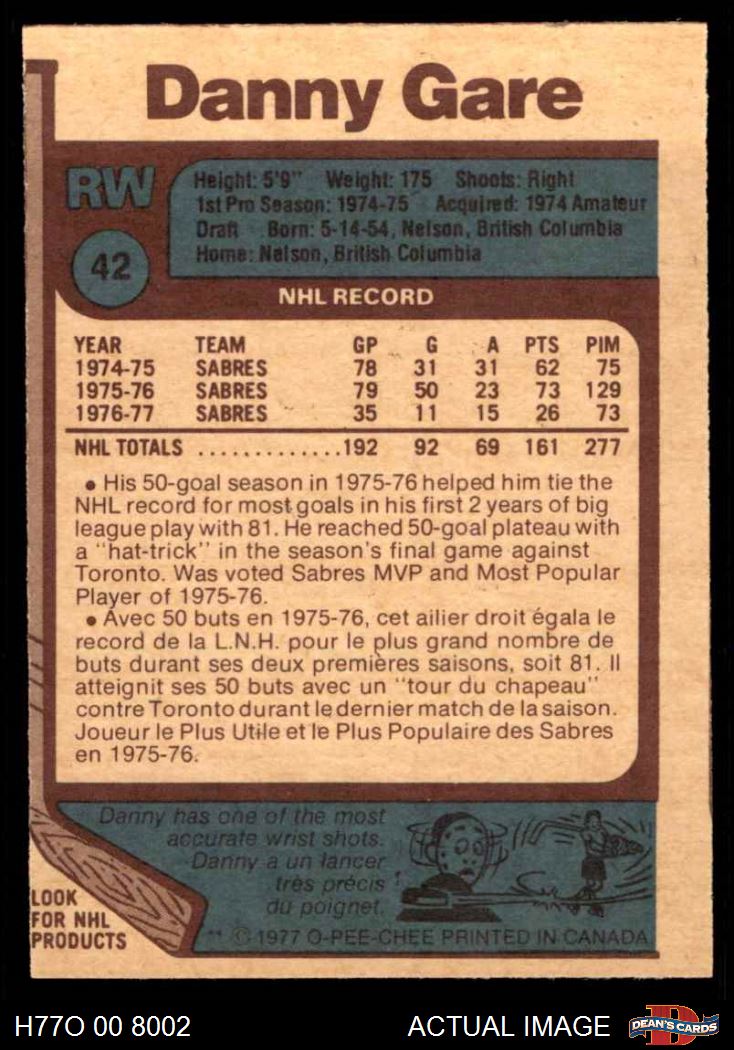 Danny Gare
RW
Height: 5'9" Weight: 175 Shoots: Right
1st Pro Season: 1974-75 Acquired: 1974 Amateur
Draft Born: 5-14-54, Nelson, British Columbia
Home: Nelson, British Columbia
42
NHL RECORD
YEAR TEAM GP G A PTS PIM
1974-75 SABRES 78 31 31 62 75
1975-76 SABRES 79 50 23 73 129
1976-77 SABRES 35 11 15 26 73
NHL TOTALS .............192 92 69 161 277
• His 50-goal season in 1975-76 helped him tie the
NHL record for most goals in his first 2 years of big
league play with 81. He reached 50-goal plateau with
a "hat-trick" in the season's final game against
Toronto. Was voted Sabres MVP and Most Popular
Player of 1975-76.
• Avec 50 buts en 1975-76, cet ailier droit égala le
record de la L.N.H. pour le plus grand nombre de
buts durant ses deux premières saisons, soit 81. Il
atteignit ses 50 buts avec un "tour du chapeau"
contre Toronto durant le dernier match de la saison.
Joueur le Plus Utile et le Plus Populaire des Sabres
en 1975-76.
Danny has one of the most
accurate wrist shots.
Danny a un lancer
très précis
du poignet.
LOOK
FOR NHL
PRODUCTS
** © 1977 O-PEE-CHEE PRINTED IN CANADA
H77O 00 8002 ACTUAL IMAGE DEAN'S CARDS